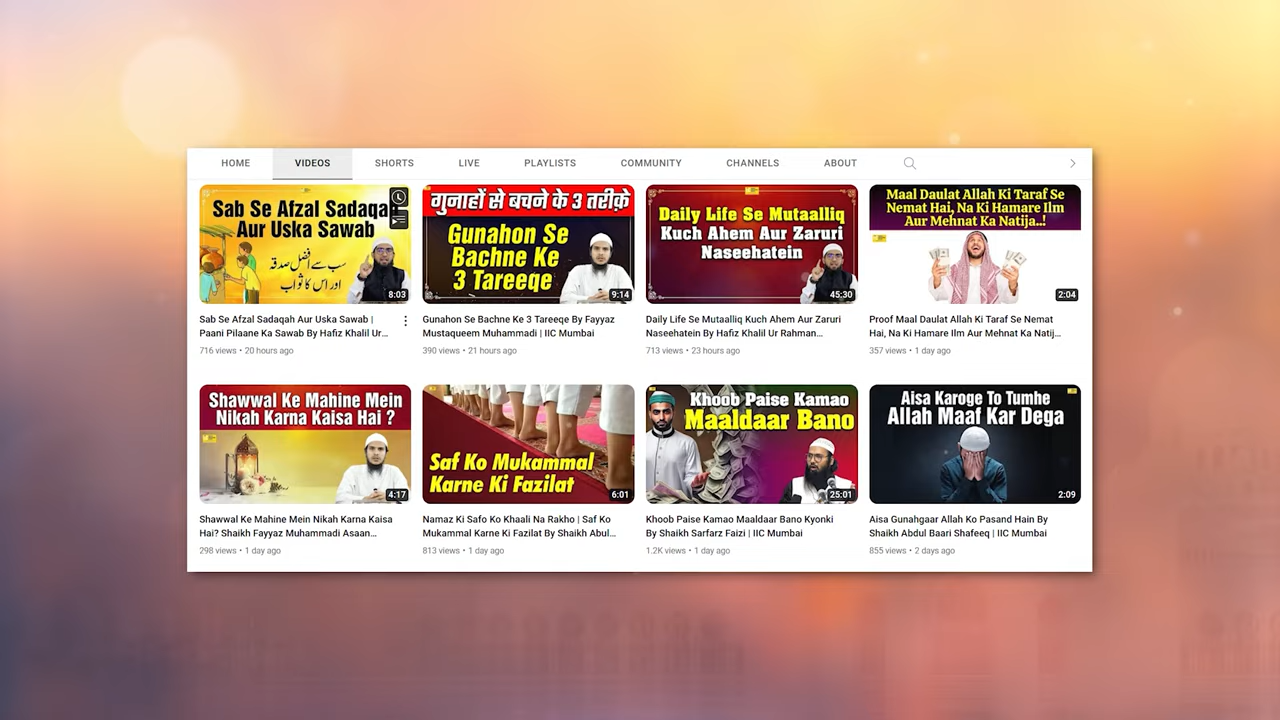 HOME VIDEOS SHORTS LIVE PLAYLISTS COMMUNITY CHANNELS ABOUT
Sab Se Afzal Sadaqa
Aur Uska Sawab
سب سے افضل صدقہ
اور اس کا ثواب
8:03
गुनाहों से बचने के 3 तरीक़े
Gunahon Se
Bachne Ke
3 Tareeqe
9:14
Daily Life Se Mutaalliq
Kuch Ahem Aur Zaruri
Naseehatein
45:30
Maal Daulat Allah Ki Taraf Se
Nemat Hai, Na Ki Hamare Ilm
Aur Mehnat Ka Natija..!
2:04
Sab Se Afzal Sadaqah Aur Uska Sawab |
Paani Pilaane Ka Sawab By Hafiz Khalil Ur...
716 views • 20 hours ago
Gunahon Se Bachne Ke 3 Tareeqe By Fayyaz
Mustaqueem Muhammadi | IIC Mumbai
390 views • 21 hours ago
Daily Life Se Mutaalliq Kuch Ahem Aur Zaruri
Naseehatein By Hafiz Khalil Ur Rahman...
713 views • 23 hours ago
Proof Maal Daulat Allah Ki Taraf Se Nemat
Hai, Na Ki Hamare Ilm Aur Mehnat Ka Natij...
357 views • 1 day ago
Shawwal Ke Mahine Mein
Nikah Karna Kaisa Hai ?
4:17
Saf Ko Mukammal
Karne Ki Fazilat
6:01
Khoob Paise Kamao
Maaldaar Bano
25:01
Aisa Karoge To Tumhe
Allah Maaf Kar Dega
2:09
Shawwal Ke Mahine Mein Nikah Karna Kaisa
Hai? Shaikh Fayyaz Muhammadi Asaan...
298 views • 1 day ago
Namaz Ki Safo Ko Khaali Na Rakho | Saf Ko
Mukammal Karne Ki Fazilat By Shaikh Abul...
813 views • 1 day ago
Khoob Paise Kamao Maaldaar Bano Kyonki
By Shaikh Sarfarz Faizi | IIC Mumbai
1.2K views • 1 day ago
Aisa Gunahgaar Allah Ko Pasand Hain By
Shaikh Abdul Baari Shafeeq | IIC Mumbai
855 views • 2 days ago